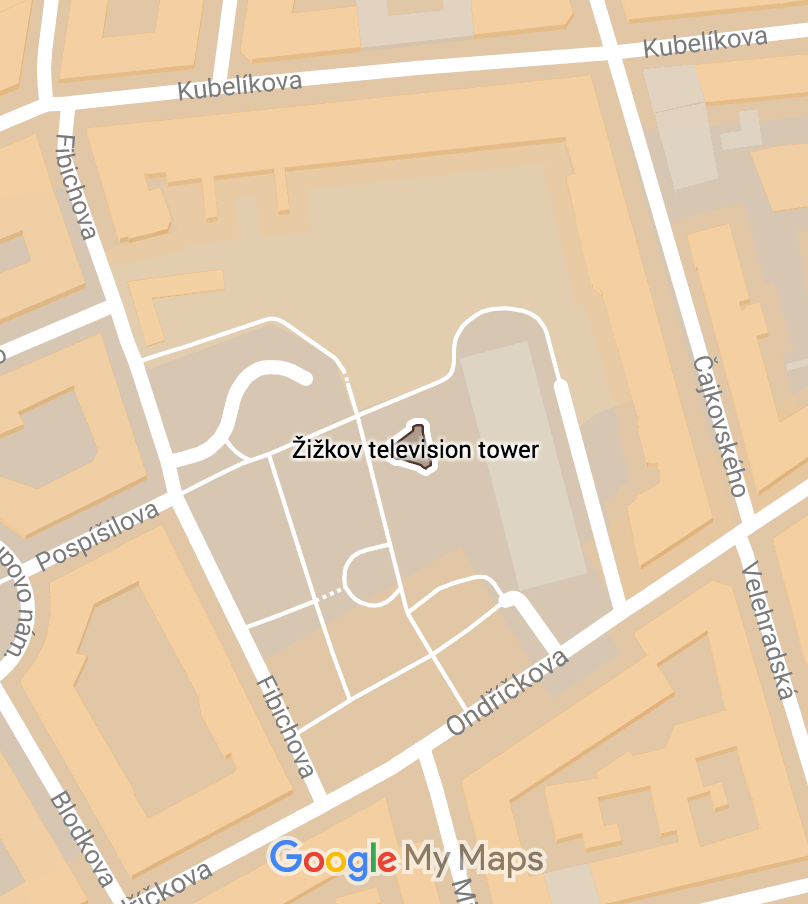 Kubelíkova
Kubelíkova
Fibichova
Čajkovského
Žižkov television tower
Pospíšilova
Velehradská
Fibichova
Ondříčkova
Blodkova
Google My Maps